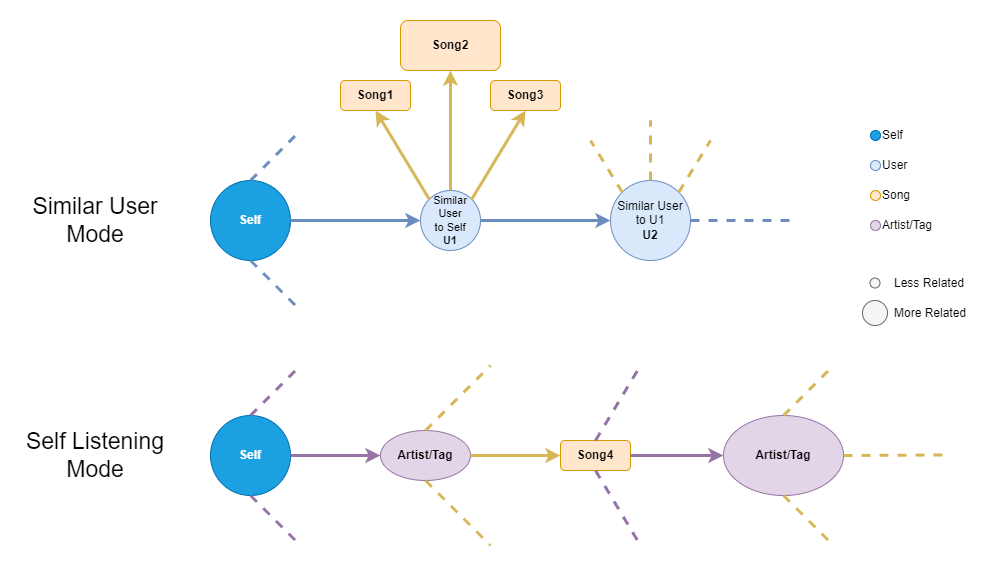 Song2
Song1
Song3
Similar User
Mode
Self
Similar
User
to Self
U1
Similar User
to U1
U2
Self
User
Song
Artist/Tag
Less Related
More Related
Self Listening
Mode
Self
Artist/Tag
Song4
Artist/Tag